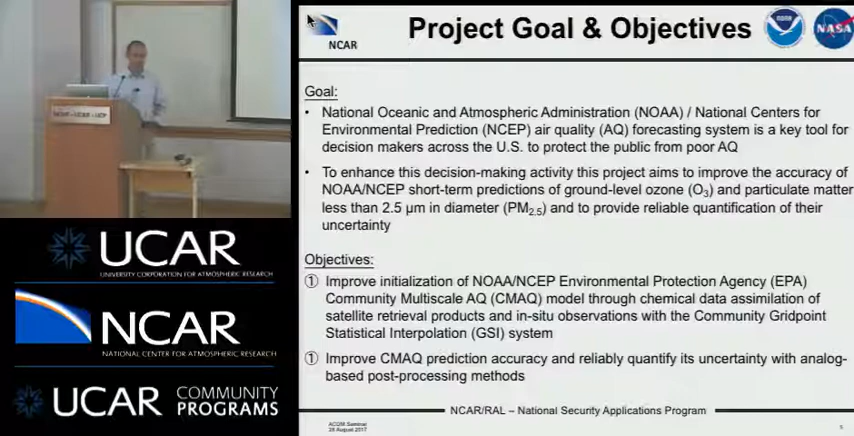 NCAR
Project Goal & Objectives
NASA
Goal:
• National Oceanic and Atmospheric Administration (NOAA) / National Centers for
Environmental Prediction (NCEP) air quality (AQ) forecasting system is a key tool for
decision makers across the U.S. to protect the public from poor AQ
• To enhance this decision-making activity this project aims to improve the accuracy of
NOAA/NCEP short-term predictions of ground-level ozone (O3) and particulate matter
less than 2.5 μm in diameter (PM2.5) and to provide reliable quantification of their
uncertainty
Objectives:
① Improve initialization of NOAA/NCEP Environmental Protection Agency (EPA)
Community Multiscale AQ (CMAQ) model through chemical data assimilation of
satellite retrieval products and in-situ observations with the Community Gridpoint
Statistical Interpolation (GSI) system
① Improve CMAQ prediction accuracy and reliably quantify its uncertainty with analog-
based post-processing methods
NCAR/RAL – National Security Applications Program
ACOM Seminar
28 August 2017
5
UCAR
UNIVERSITY CORPORATION FOR ATMOSPHERIC RESEARCH
NCAR
NATIONAL CENTER FOR ATMOSPHERIC RESEARCH
UCAR COMMUNITY
PROGRAMS